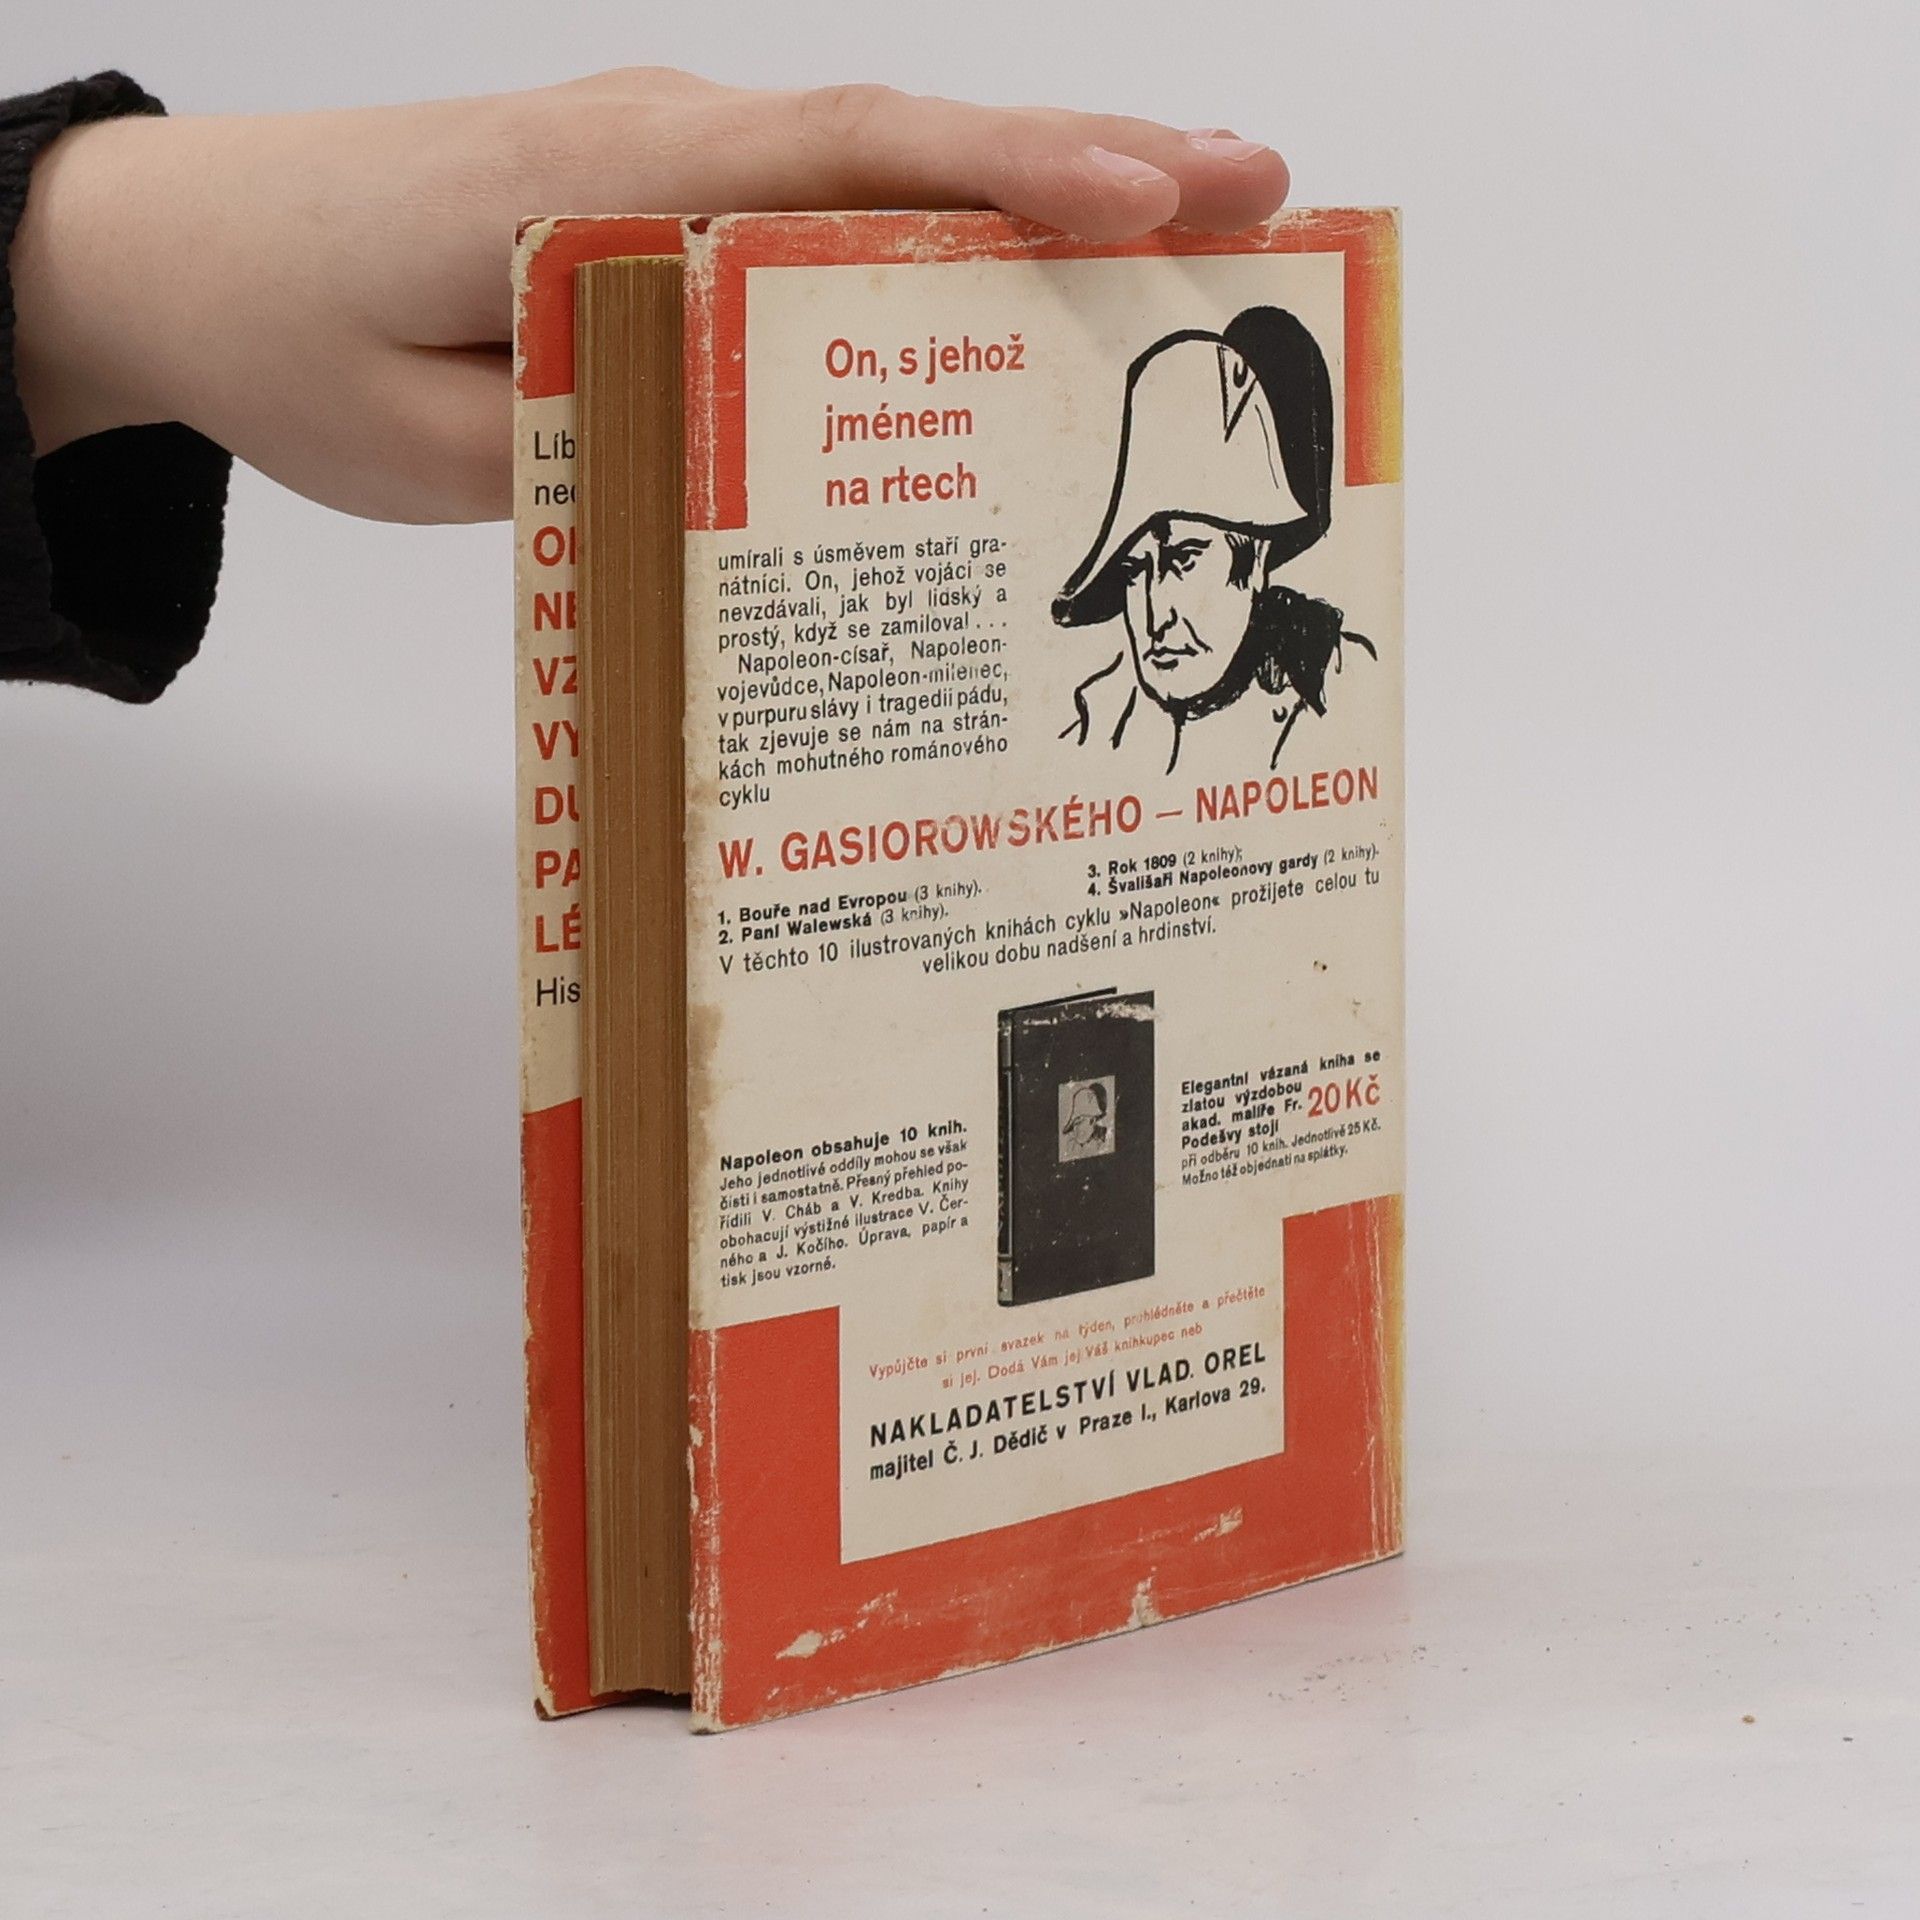 On, s jehož
jménem
na rtech
umírali s úsměvem staří gra-
nátníci. On, jehož vojáci se
nevzdávali, jak byl lidský a
prostý, když se zamiloval . . .
Napoleon-císař, Napoleon-
vojevůdce, Napoleon-milenec,
v purpuru slávy i tragedii pádu,
tak zjevuje se nám na strán-
kách mohutného románového
cyklu
W. GASIOROWSKÉHO – NAPOLEON
1. Bouře nad Evropou (3 knihy).
2. Paní Walewská (3 knihy).
3. Rok 1809 (2 knihy);
4. Švališaři Napoleonovy gardy (2 knihy).
V těchto 10 ilustrovaných knihách cyklu »Napoleon« prožijete celou tu
velikou dobu nadšení a hrdinství.
Napoleon obsahuje 10 knih.
Jeho jednotlivé oddíly mohou se však
čisti i samostatně. Přesný přehled po-
řídili V. Cháb a V. Kredba. Knihy
obohacují výstižné ilustrace V. Čer-
ného a J. Kočího. Úprava, papír a
tisk jsou vzorné.
Elegantní vázaná kniha se
zlatou výzdobou
akad. malíře Fr.
Podešvy stojí
20 Kč
při odběru 10 knih. Jednotlivě 25 Kč.
Možno též objednati na splátky.
Vypůjčte si první svazek na týden, prohlédněte a přečtěte
si jej. Dodá Vám jej Váš knihkupec neb
NAKLADATELSTVÍ VLAD. OREL
majitel Č. J. Dědič v Praze I., Karlova 29.
Líb
OK
NE
VZ
VY
DU
PA
LÉ
His